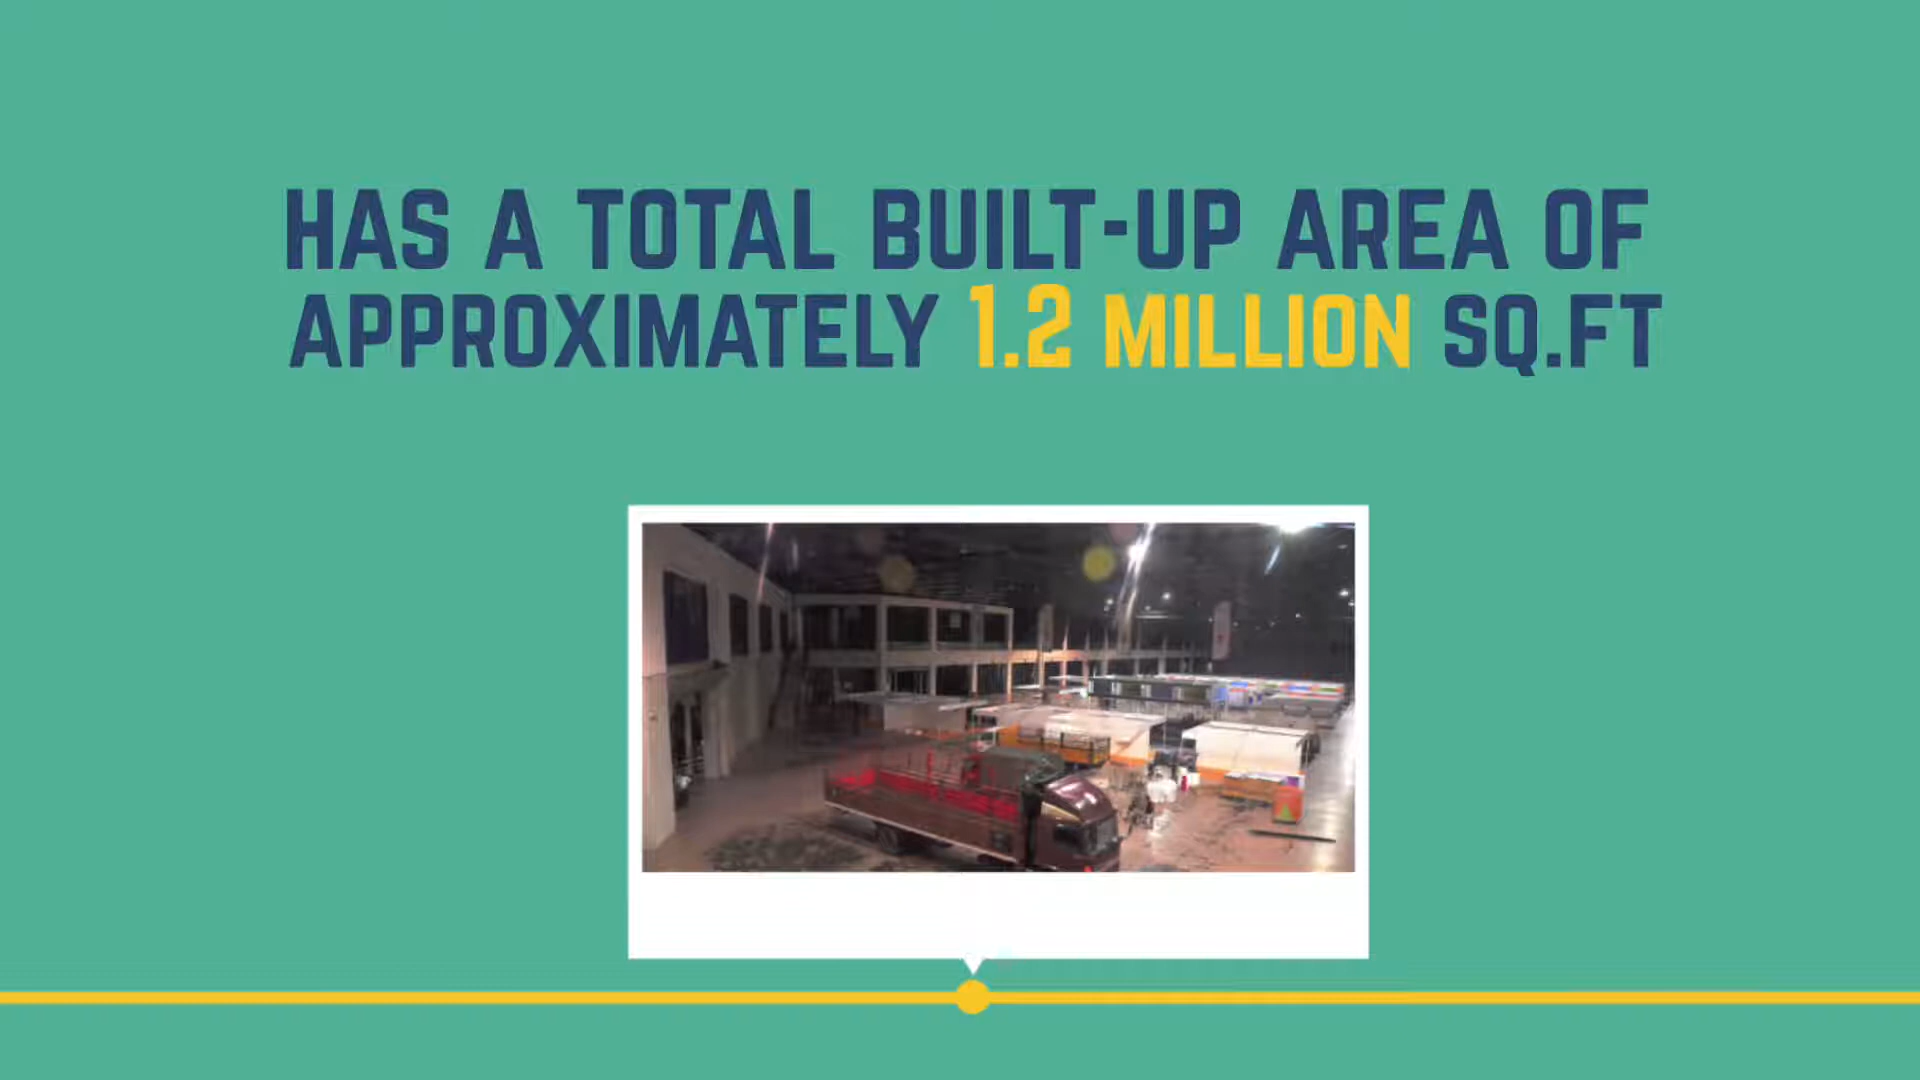 HAS A TOTAL BUILT-UP AREA OF
APPROXIMATELY 1.2 MILLION SQ.FT